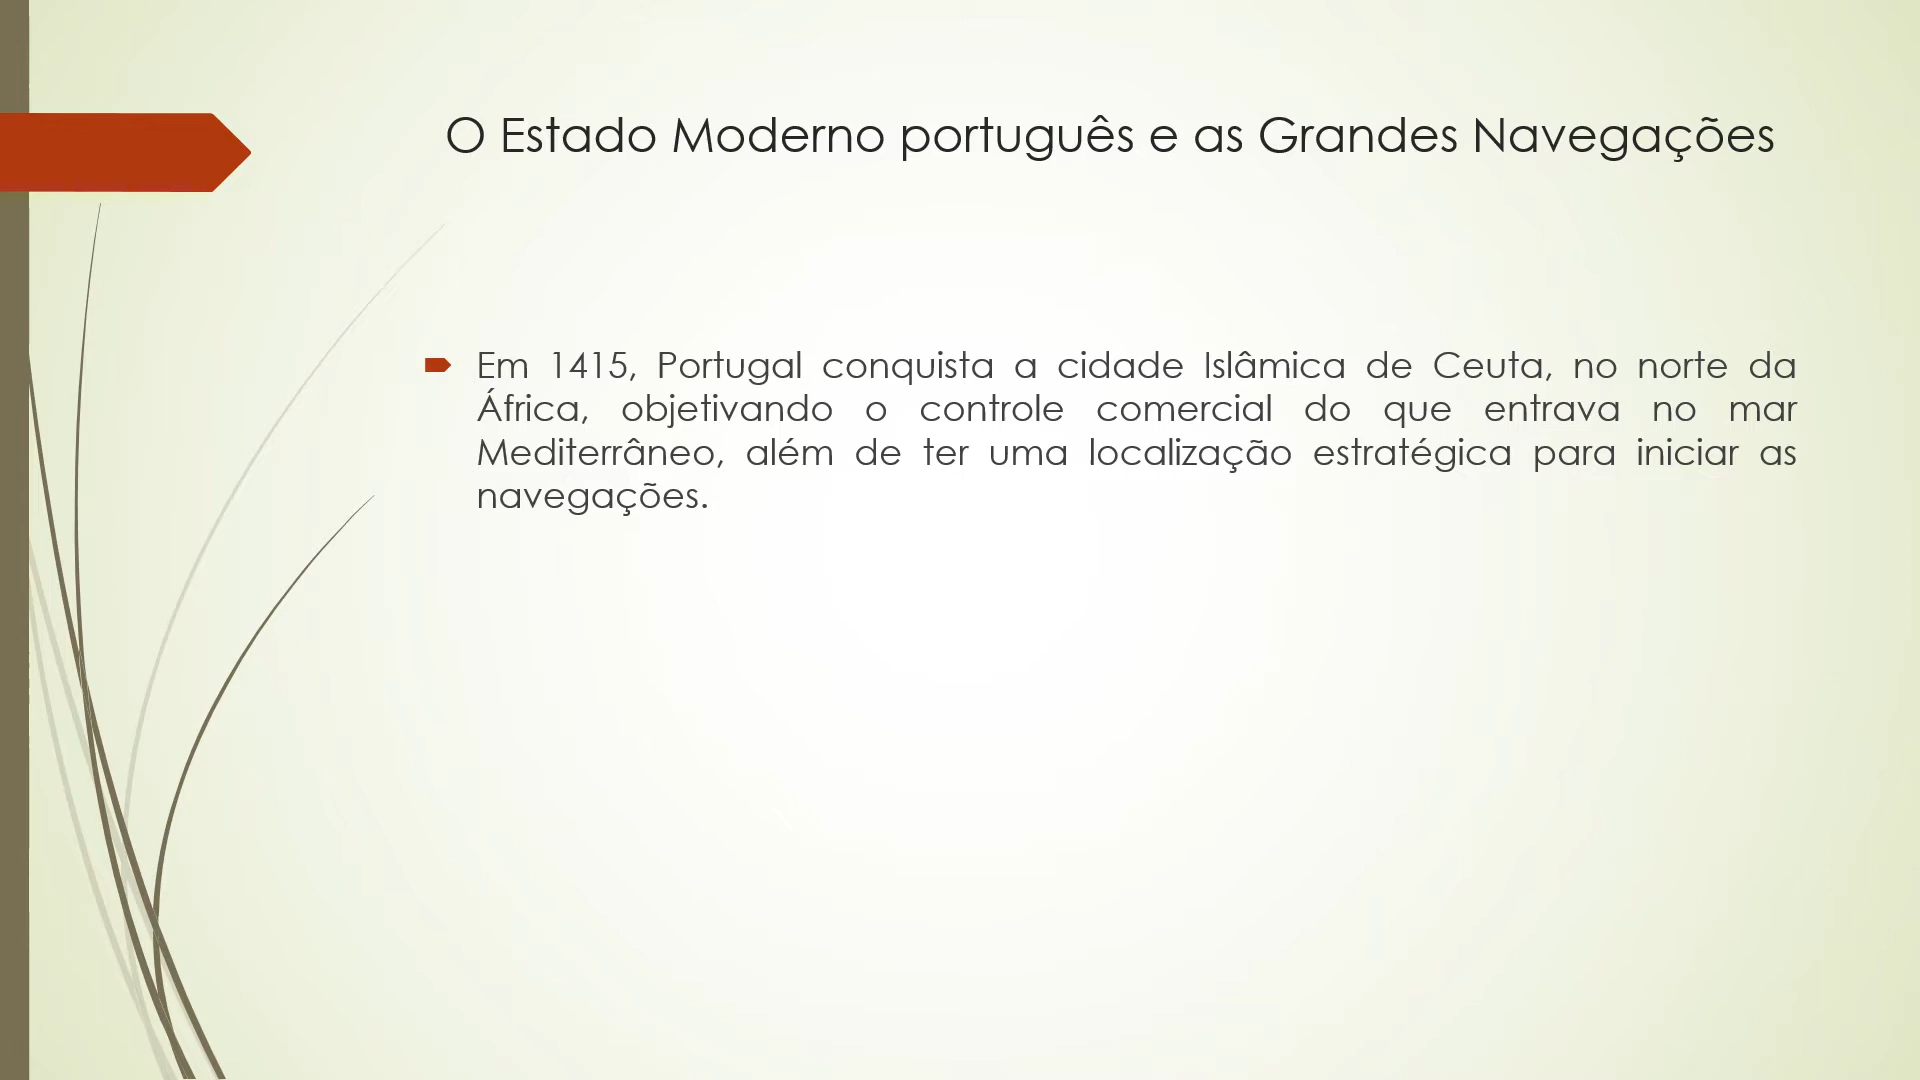 O Estado Moderno português e as Grandes Navegações
Em 1415, Portugal conquista a cidade Islâmica de Ceuta, no norte da
África, objetivando o controle comercial do que entrava no mar
Mediterrâneo, além de ter uma localização estratégica para iniciar as
navegações.